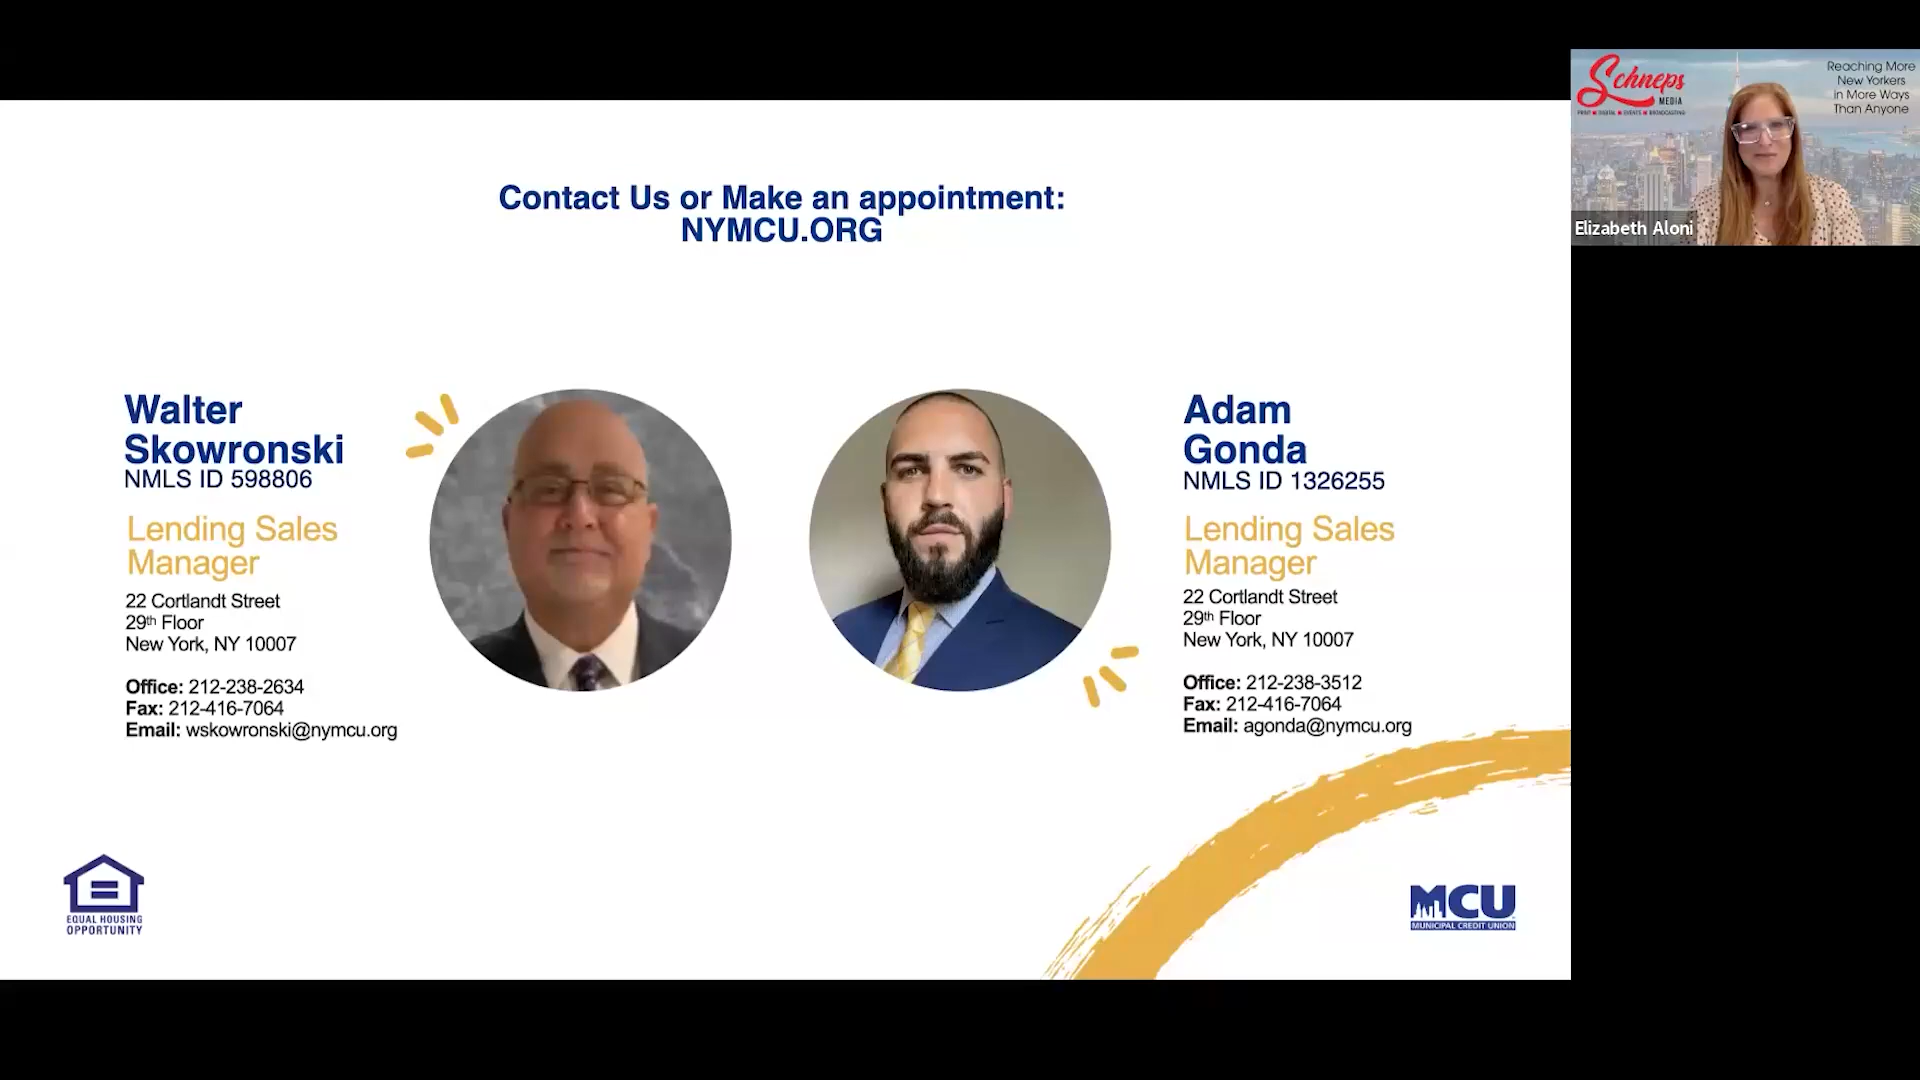 Contact Us or Make an appointment:
NYMCU.ORG
Walter
Skowronski
NMLS ID 598806
Lending Sales
Manager
22 Cortlandt Street
29th Floor
New York, NY 10007
Office: 212-238-2634
Fax: 212-416-7064
Email: wskowronski@nymcu.org
Adam
Gonda
NMLS ID 1326255
Lending Sales
Manager
22 Cortlandt Street
29th Floor
New York, NY 10007
Office: 212-238-3512
Fax: 212-416-7064
Email: agonda@nymcu.org
EQUAL HOUSING
OPPORTUNITY
MCU
MUNICIPAL CREDIT UNION
Schneps
MEDIA
PRINT ■ DIGITAL ■ EVENTS ■ BROADCASTING
Reaching More
New Yorkers
in More Ways
Than Anyone
Elizabeth Aloni